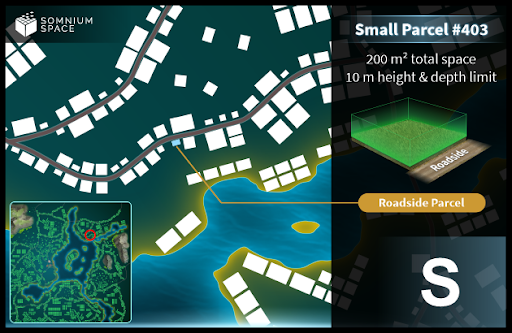 SOMNIUM
SPACE
Small Parcel #403
200 m² total space
10 m height & depth limit
Roadside
Roadside Parcel
S